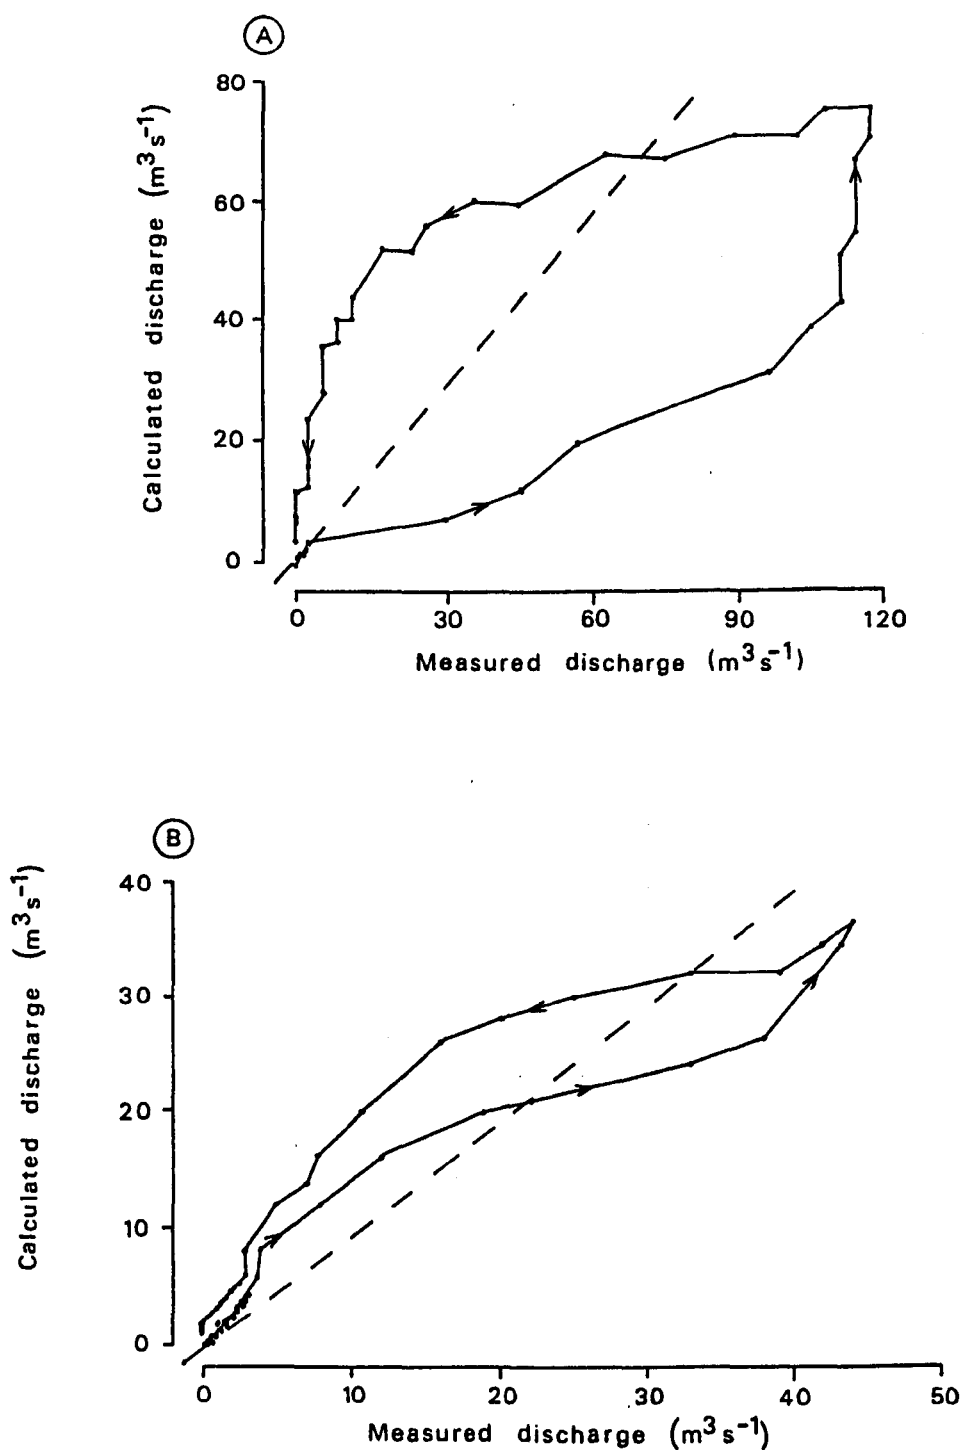 A
80
60
40
20
0
Calculated discharge (m³s⁻¹)
0 30 60 90 120
Measured discharge (m³s⁻¹)
B
40
30
20
10
0
Calculated discharge (m³s⁻¹)
0 10 20 30 40 50
Measured discharge (m³s⁻¹)